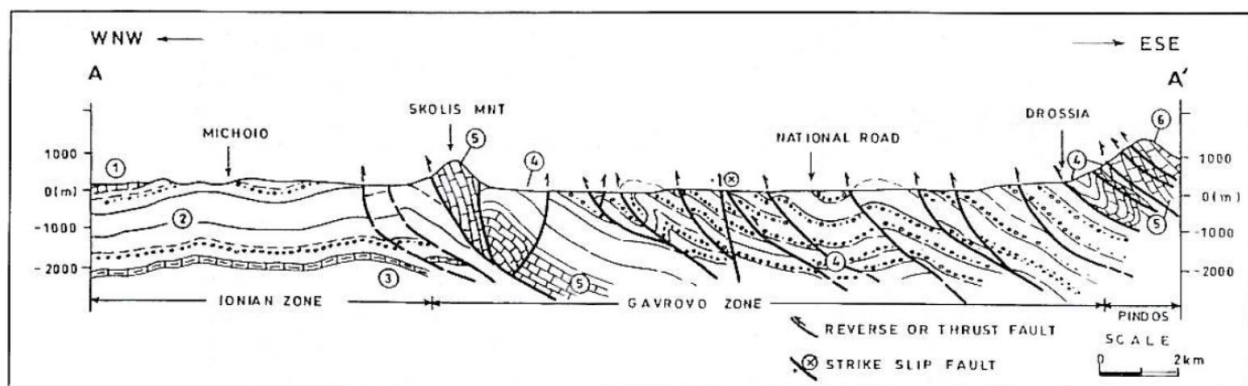 WNW ESE
A A'
SKOLIS MNT
MICHOIO
NATIONAL ROAD
DROSSIA
1 5 4 4 6
1000 1000
0(m) 0(m)
2 5
-1000 -1000
4
-2000 -2000
3 5
IONIAN ZONE GAVROVO ZONE PINDOS
REVERSE OR THRUST FAULT
SCALE
STRIKE SLIP FAULT
0 2km